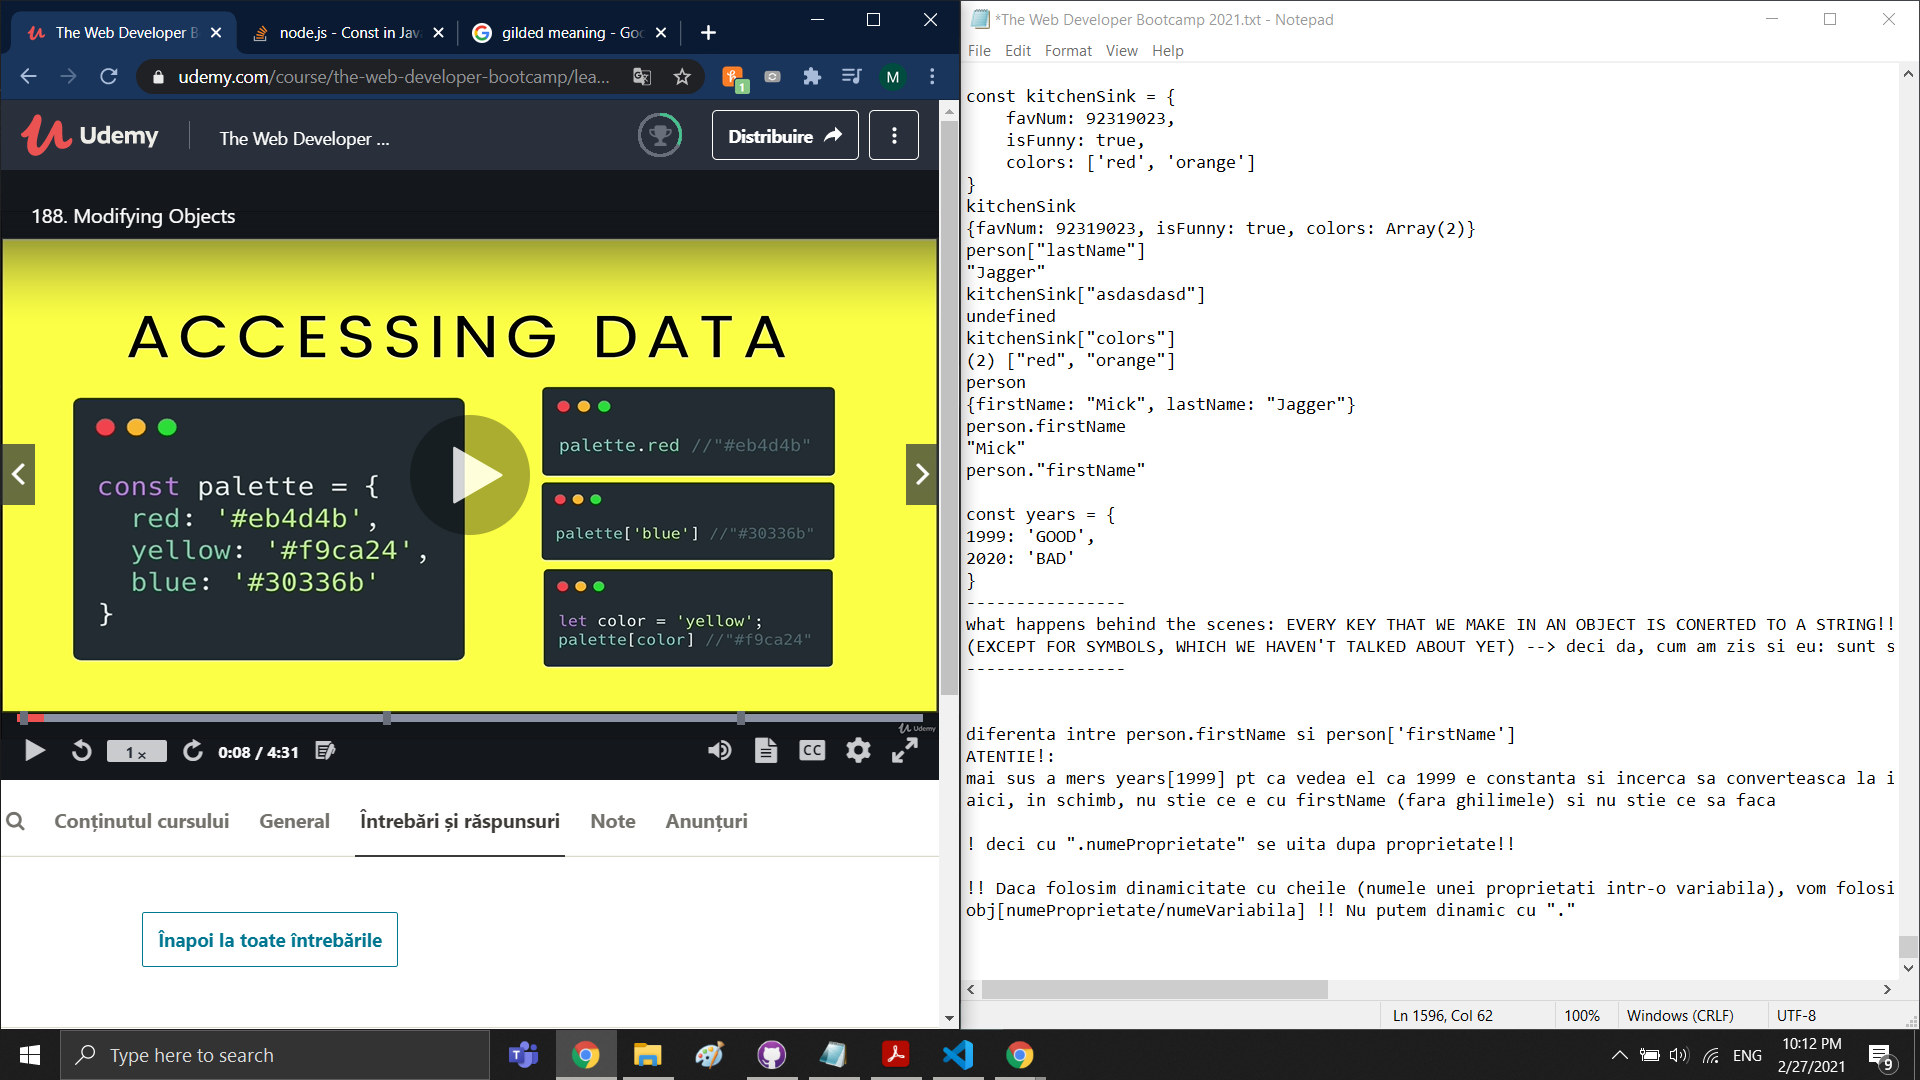 The Web Developer B
node.js - Const in Jav
gilded meaning - Goo
udemy.com/course/the-web-developer-bootcamp/lea...
1
M
Udemy
The Web Developer ...
Distribuire
188. Modifying Objects
ACCESSING DATA
const palette = {
red: '#eb4d4b',
yellow: '#f9ca24',
blue: '#30336b'
}
palette.red //"#eb4d4b"
palette['blue'] //"#30336b"
let color = 'yellow';
palette[color] //"#f9ca24"
Udemy
1 x
0:08 / 4:31
CC
Conținutul cursului
General
Întrebări și răspunsuri
Note
Anunțuri
Înapoi la toate întrebările
*The Web Developer Bootcamp 2021.txt - Notepad
File Edit Format View Help
const kitchenSink = {
favNum: 92319023,
isFunny: true,
colors: ['red', 'orange']
}
kitchenSink
{favNum: 92319023, isFunny: true, colors: Array(2)}
person["lastName"]
"Jagger"
kitchenSink["asdasdasd"]
undefined
kitchenSink["colors"]
(2) ["red", "orange"]
person
{firstName: "Mick", lastName: "Jagger"}
person.firstName
"Mick"
person."firstName"
const years = {
1999: 'GOOD',
2020: 'BAD'
}
----------------
what happens behind the scenes: EVERY KEY THAT WE MAKE IN AN OBJECT IS CONERTED TO A STRING!!
(EXCEPT FOR SYMBOLS, WHICH WE HAVEN'T TALKED ABOUT YET) --> deci da, cum am zis si eu: sunt s
----------------
diferenta intre person.firstName si person['firstName']
ATENTIE!:
mai sus a mers years[1999] pt ca vedea el ca 1999 e constanta si incerca sa converteasca la i
aici, in schimb, nu stie ce e cu firstName (fara ghilimele) si nu stie ce sa faca
! deci cu ".numeProprietate" se uita dupa proprietate!!
!! Daca folosim dinamicitate cu cheile (numele unei proprietati intr-o variabila), vom folosi
obj[numeProprietate/numeVariabila] !! Nu putem dinamic cu "."
Ln 1596, Col 62
100%
Windows (CRLF)
UTF-8
Type here to search
ENG
10:12 PM
2/27/2021
9